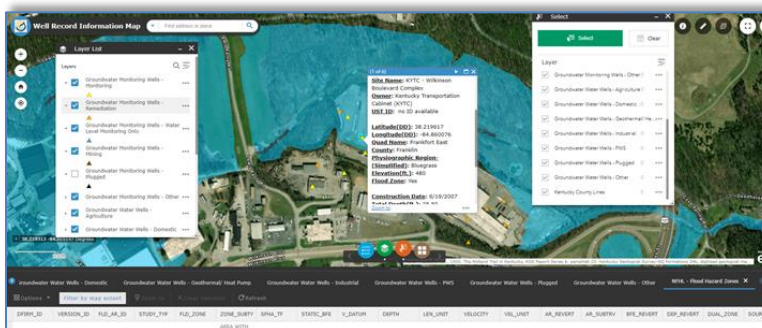 Well Record Information Map
Find address or place
Layer List
Layers
Groundwater Monitoring Wells -
Monitoring
Groundwater Monitoring Wells -
Remediation
Groundwater Monitoring Wells - Water
Level Monitoring Only
Groundwater Monitoring Wells -
Mining
Groundwater Monitoring Wells -
Plugged
Groundwater Monitoring Wells - Other
Groundwater Water Wells -
Agriculture
Groundwater Water Wells - Domestic
(1 of 6)
Site Name: KYTC - Wilkinson
Boulevard Complex
Owner: Kentucky Transportation
Cabinet (KYTC)
UST ID: no ID available
Latitude(DD): 38.219617
Longitude(DD): -84.860076
Quad Name: Frankfort East
County: Franklin
Physiographic Region:
(Simplified): Bluegrass
Elevation(ft.): 480
Flood Zone: Yes
Construction Date: 6/19/2007
Zoom to
Select
Select
Clear
Layer
Groundwater Monitoring Wells - Other
Groundwater Water Wells - Agriculture
Groundwater Water Wells - Domestic
Groundwater Water Wells - Geothermal/ He...
Groundwater Water Wells - Industrial
Groundwater Water Wells - PWS
Groundwater Water Wells - Plugged
Groundwater Water Wells - Other
Kentucky County Lines
Groundwater Water Wells - Domestic
Groundwater Water Wells - Geothermal/ Heat Pump
Groundwater Water Wells - Industrial
Groundwater Water Wells - PWS
Groundwater Water Wells - Plugged
Groundwater Water Wells - Other
NFHL - Flood Hazard Zones
Options
Filter by map extent
Zoom to
Clear selection
Refresh
DFIRM_ID VERSION_ID FLD_AR_ID STUDY_TYP FLD_ZONE ZONE_SUBTY SFHA_TF STATIC_BFE V_DATUM DEPTH LEN_UNIT VELOCITY VEL_UNIT AR_REVERT AR_SUBTRV BFE_REVERT DEP_REVERT DUAL_ZONE
AREA WITH